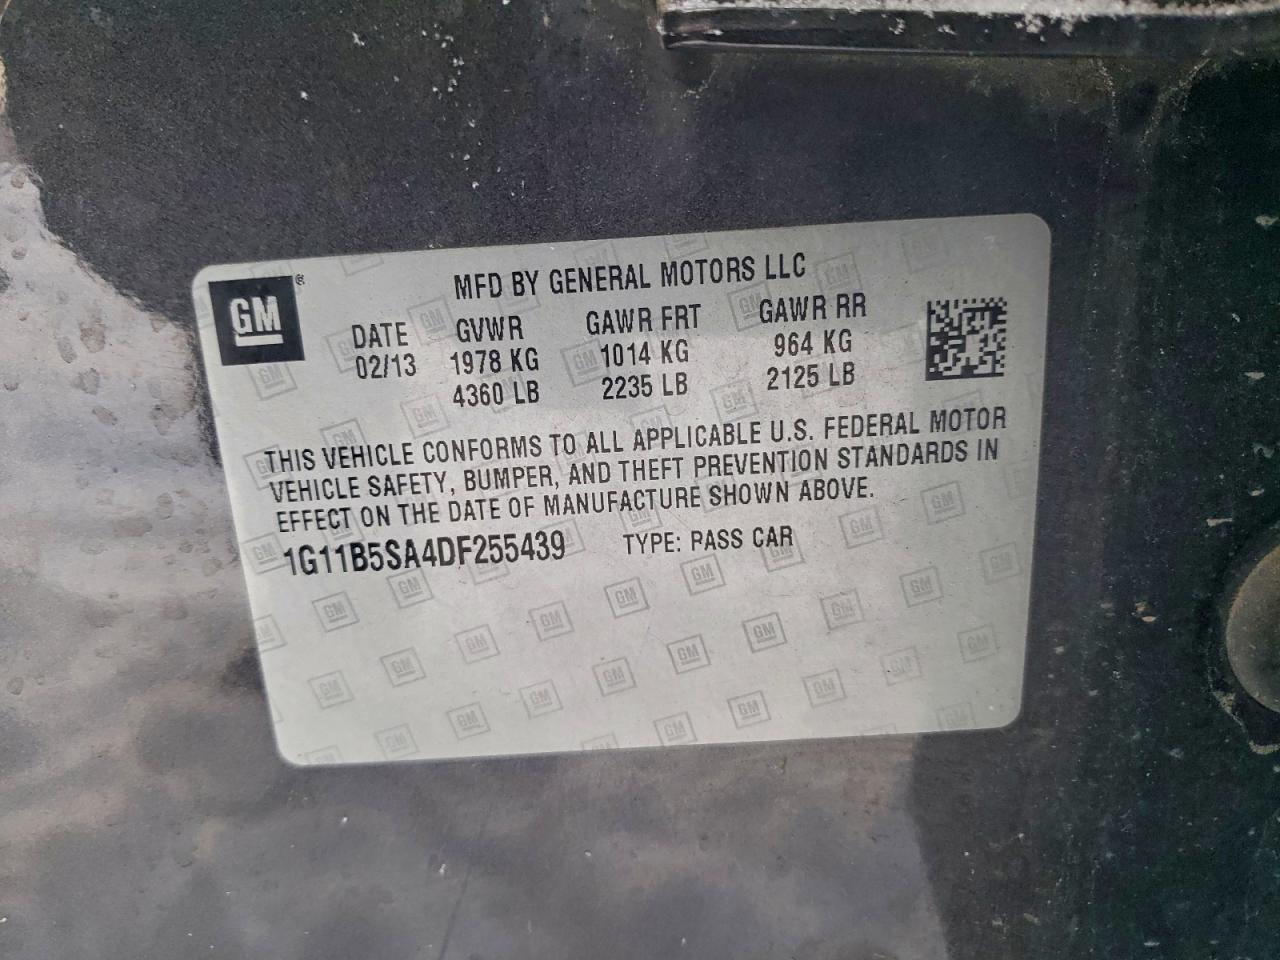 GM®
MFD BY GENERAL MOTORS LLC
DATE GVWR GAWR FRT GAWR RR
02/13 1978 KG 1014 KG 964 KG
4360 LB 2235 LB 2125 LB
THIS VEHICLE CONFORMS TO ALL APPLICABLE U.S. FEDERAL MOTOR
VEHICLE SAFETY, BUMPER, AND THEFT PREVENTION STANDARDS IN
EFFECT ON THE DATE OF MANUFACTURE SHOWN ABOVE.
1G11B5SA4DF255439 TYPE: PASS CAR